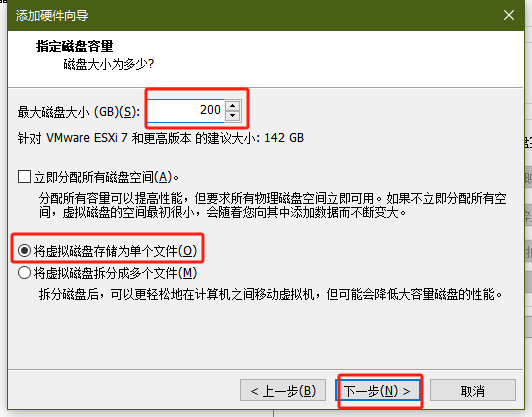 添加硬件向导
指定磁盘容量
磁盘大小为多少?
最大磁盘大小 (GB)(S): 200
针对 VMware ESXi 7 和更高版本 的建议大小: 142 GB
立即分配所有磁盘空间(A)。
分配所有容量可以提高性能，但要求所有物理磁盘空间立即可用。如果不立即分配所有空
间，虚拟磁盘的空间最初很小，会随着您向其中添加数据而不断变大。
将虚拟磁盘存储为单个文件(O)
将虚拟磁盘拆分成多个文件(M)
拆分磁盘后，可以更轻松地在计算机之间移动虚拟机，但可能会降低大容量磁盘的性能。
< 上一步(B) 下一步(N) > 取消